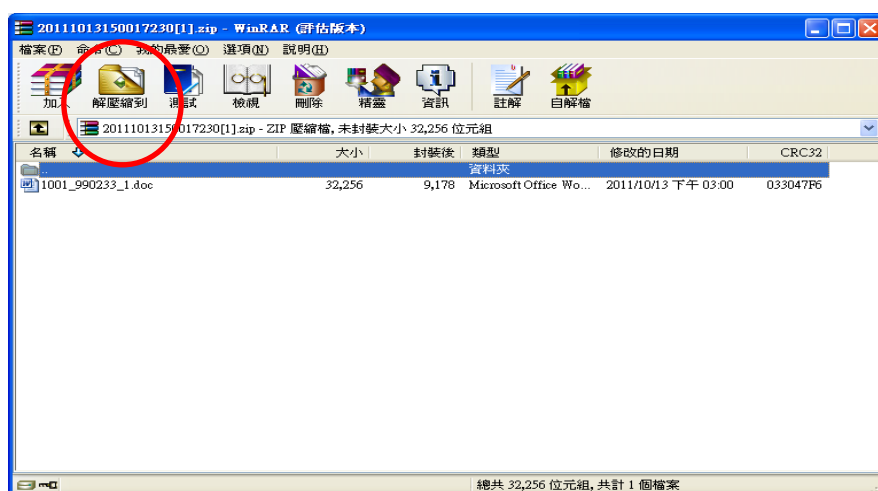 20111013150017230[1].zip - WinRAR (評估版本)
檔案(F) 命令(C) 我的最愛(O) 選項(N) 說明(H)
加入 解壓縮到 測試 檢視 刪除 精靈 資訊 註解 自解檔
20111013150017230[1].zip - ZIP 壓縮檔, 未封裝大小 32,256 位元組
名稱 大小 封裝後 類型 修改的日期 CRC32
.. 資料夾
1001_990233_1.doc 32,256 9,178 Microsoft Office Wo... 2011/10/13 下午 03:00 033047F6
總共 32,256 位元組, 共計 1 個檔案